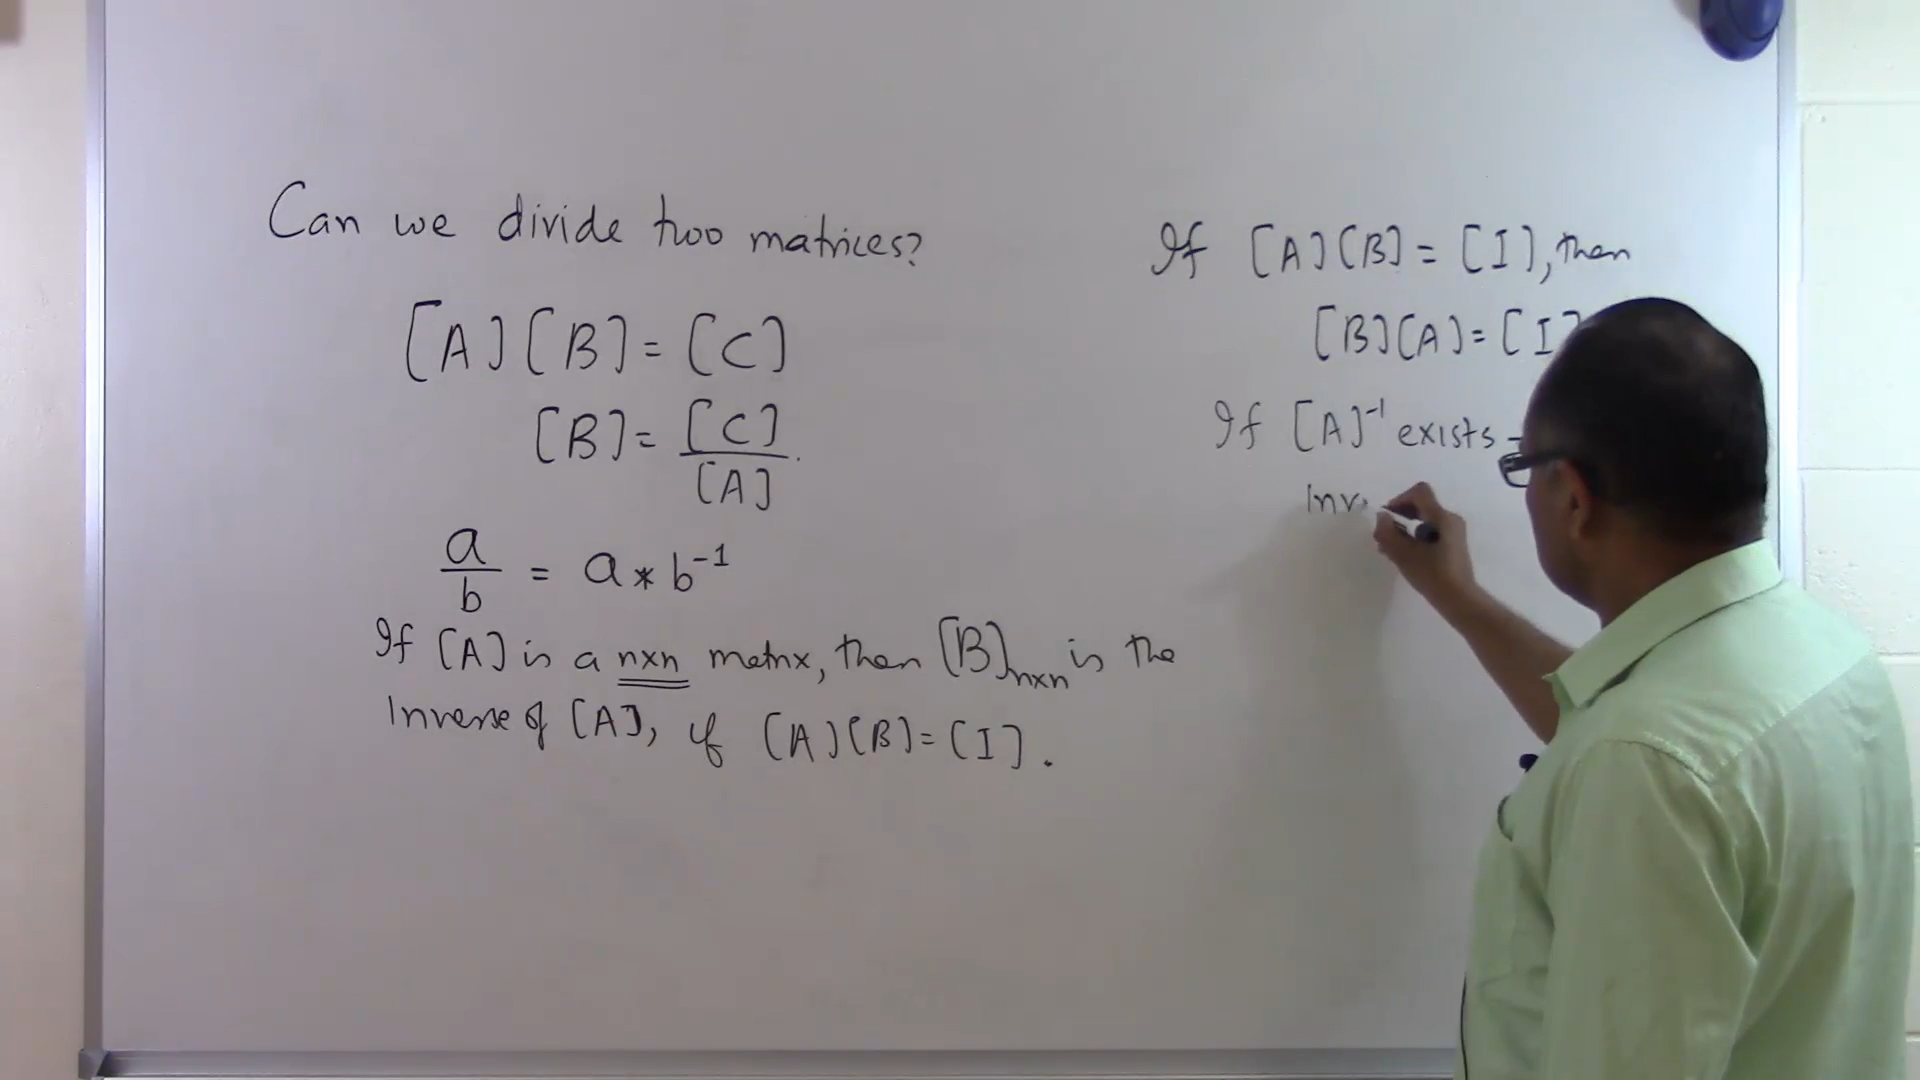 Can we divide two matrices?
[A][B]=[C]
[B]=[C]/[A].
a/b = a*b⁻¹
If [A] is a nxn matrix, then [B]nxn is the
Inverse of [A], if [A][B]=[I].
If [A][B]=[I], then
[B][A]=[I]
If [A]⁻¹ exists -
Inv